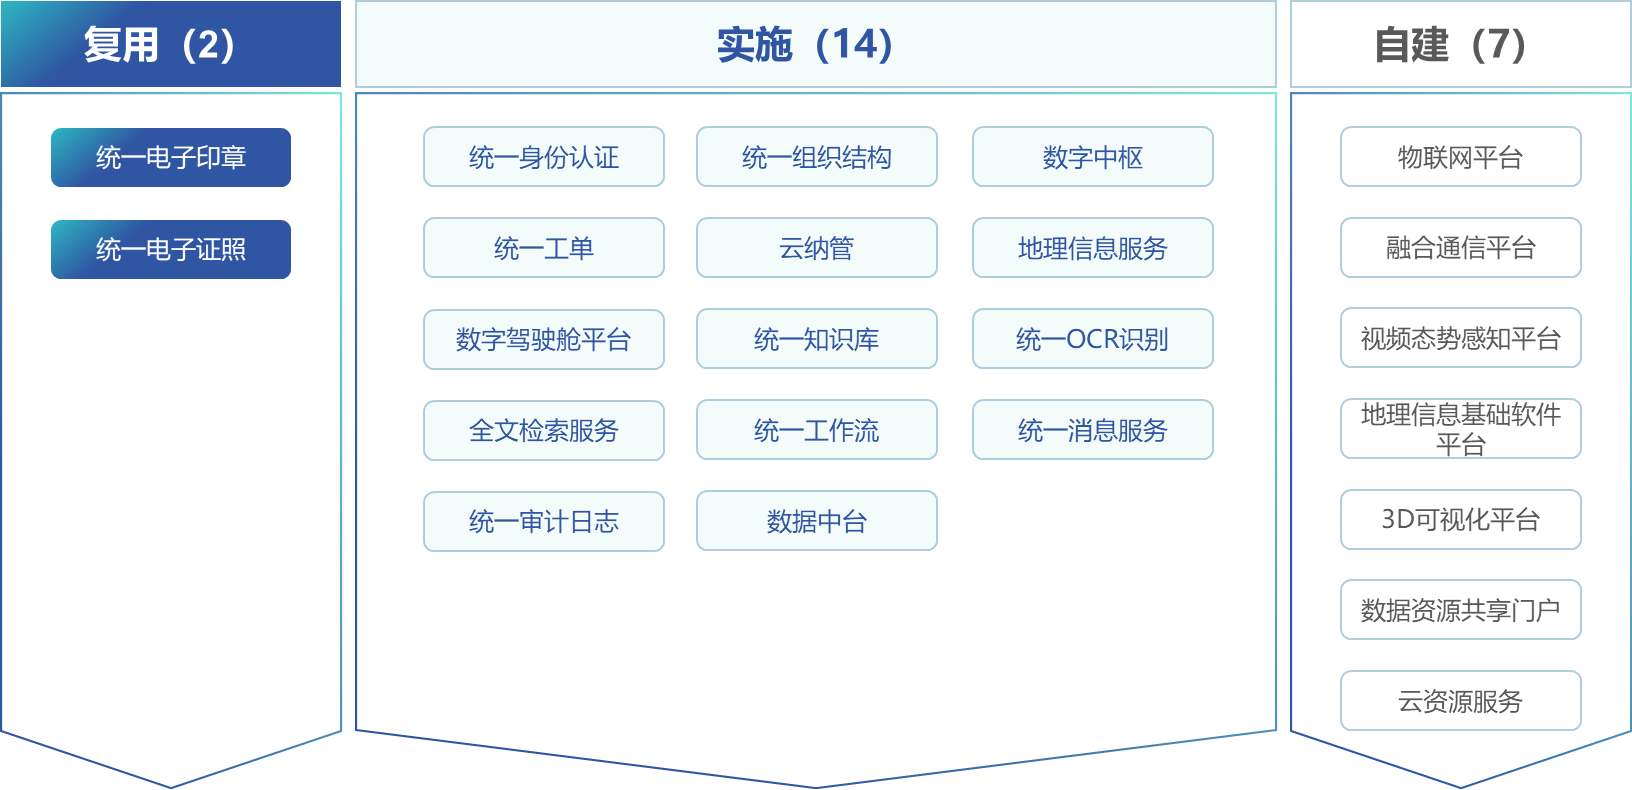 复用（2）
统一电子印章
统一电子证照
实施（14）
统一身份认证
统一组织结构
数字中枢
统一工单
云纳管
地理信息服务
数字驾驶舱平台
统一知识库
统一OCR识别
全文检索服务
统一工作流
统一消息服务
统一审计日志
数据中台
自建（7）
物联网平台
融合通信平台
视频态势感知平台
地理信息基础软件
平台
3D可视化平台
数据资源共享门户
云资源服务